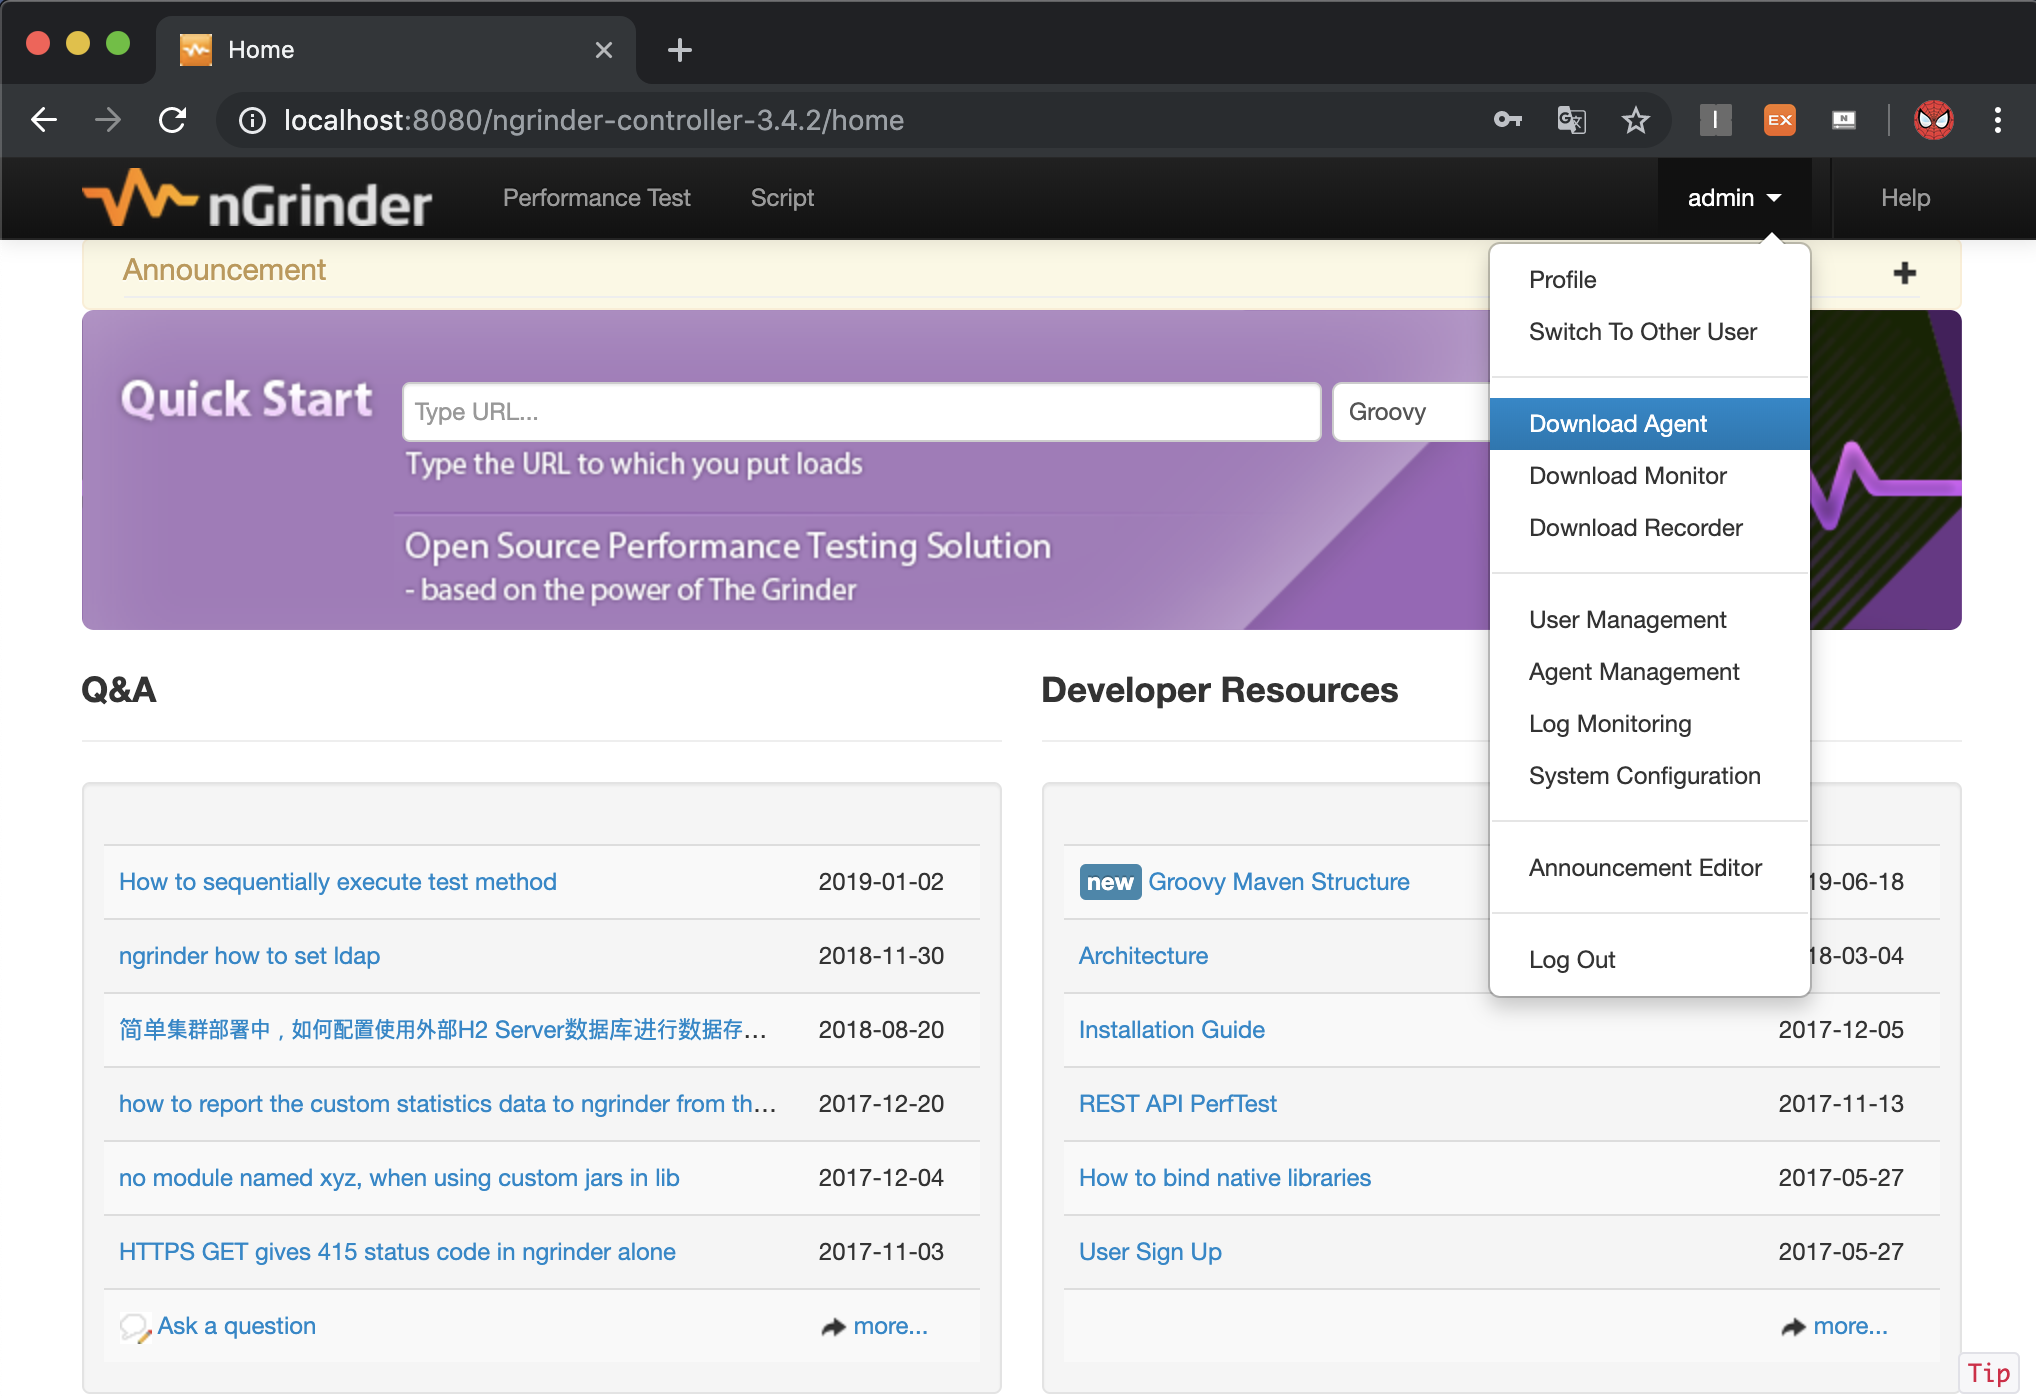 Home
localhost:8080/ngrinder-controller-3.4.2/home
EX
N
nGrinder
Performance Test
Script
admin
Help
Announcement
Profile
Switch To Other User
Download Agent
Download Monitor
Download Recorder
User Management
Agent Management
Log Monitoring
System Configuration
Announcement Editor
Log Out
Quick Start
Type URL...
Groovy
Type the URL to which you put loads
Open Source Performance Testing Solution
- based on the power of The Grinder
Q&A
How to sequentially execute test method 2019-01-02
ngrinder how to set ldap 2018-11-30
简单集群部署中，如何配置使用外部H2 Server数据库进行数据存... 2018-08-20
how to report the custom statistics data to ngrinder from th... 2017-12-20
no module named xyz, when using custom jars in lib 2017-12-04
HTTPS GET gives 415 status code in ngrinder alone 2017-11-03
Ask a question more...
Developer Resources
new Groovy Maven Structure 19-06-18
Architecture 18-03-04
Installation Guide 2017-12-05
REST API PerfTest 2017-11-13
How to bind native libraries 2017-05-27
User Sign Up 2017-05-27
more...
Tip